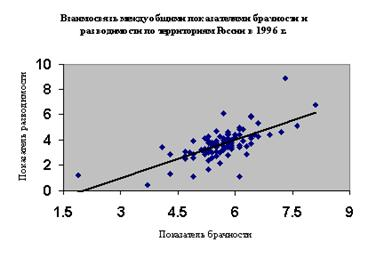 Взаимосвязь между общими показателями брачности и
разводимости по территориям России в 1996 г.
Показатель разводимости
10
8
6
4
2
0
1.5 3 4.5 6 7.5 9
Показатель брачности